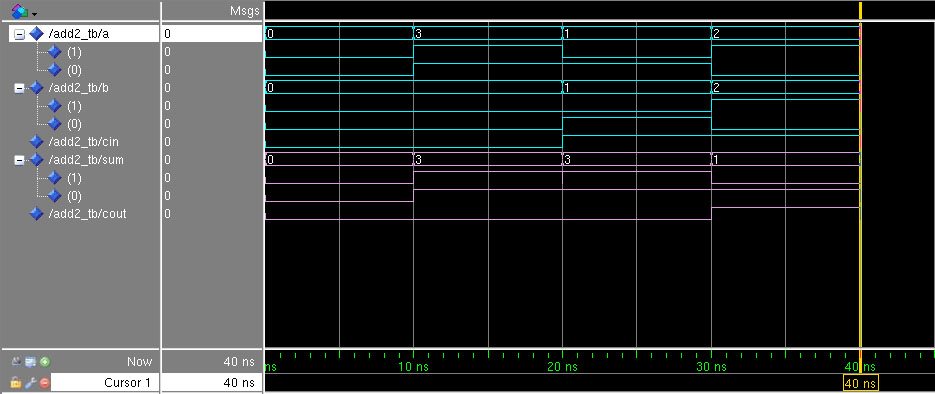 Msgs
/add2_tb/a 0 0 3 1 2
(1) 0
(0) 0
/add2_tb/b 0 0 1 2
(1) 0
(0) 0
/add2_tb/cin 0
/add2_tb/sum 0 0 3 3 1
(1) 0
(0) 0
/add2_tb/cout 0
Now 40 ns ns 10 ns 20 ns 30 ns 40 ns
Cursor 1 40 ns 40 ns